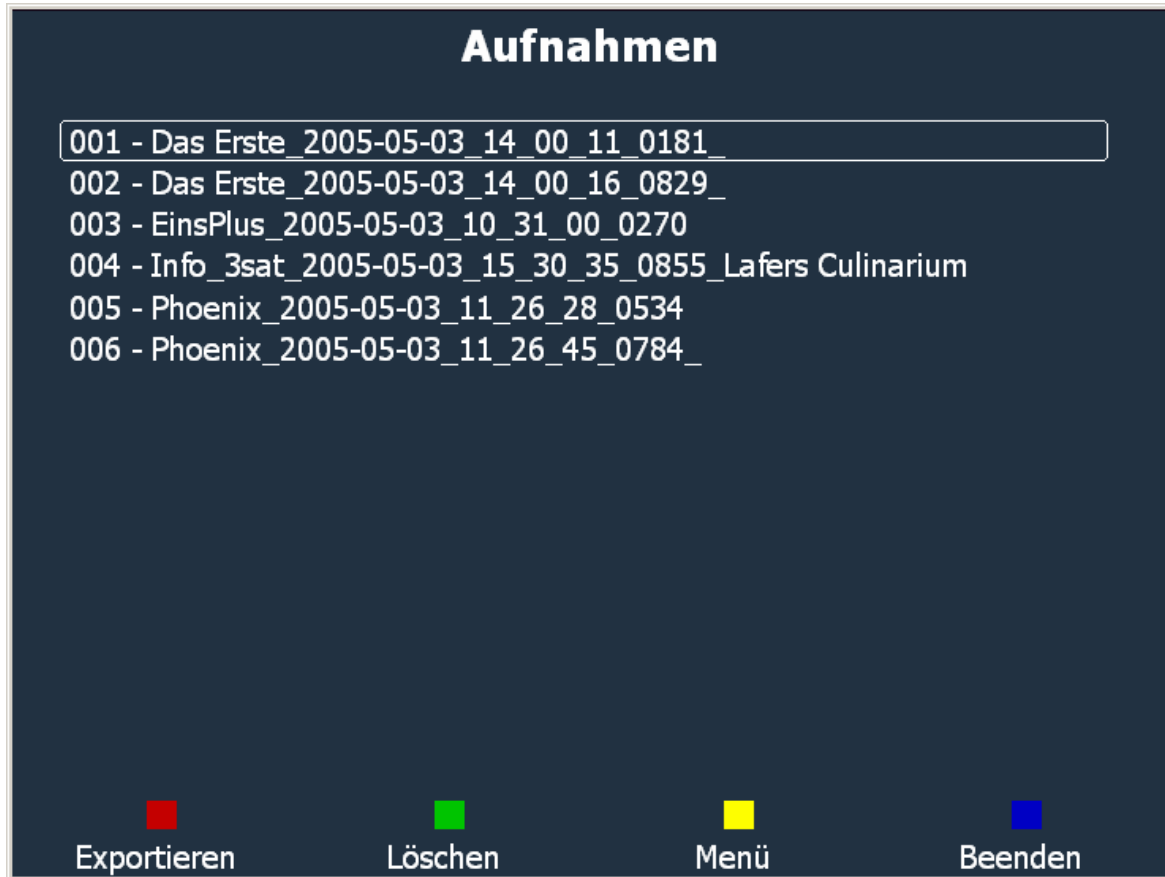 Aufnahmen
001 - Das Erste_2005-05-03_14_00_11_0181_
002 - Das Erste_2005-05-03_14_00_16_0829_
003 - EinsPlus_2005-05-03_10_31_00_0270
004 - Info_3sat_2005-05-03_15_30_35_0855_Lafers Culinarium
005 - Phoenix_2005-05-03_11_26_28_0534
006 - Phoenix_2005-05-03_11_26_45_0784_
Exportieren Löschen Menü Beenden